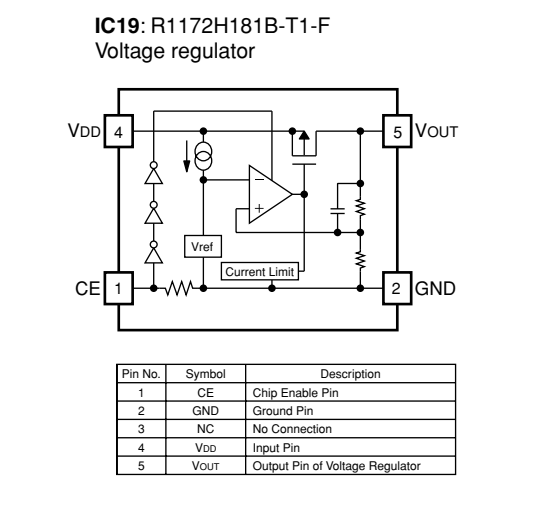 IC19: R1172H181B-T1-F
Voltage regulator
VDD 4
5 VOUT
−
+
Vref
Current Limit
CE 1
2 GND
Pin No. Symbol Description
1 CE Chip Enable Pin
2 GND Ground Pin
3 NC No Connection
4 VDD Input Pin
5 VOUT Output Pin of Voltage Regulator